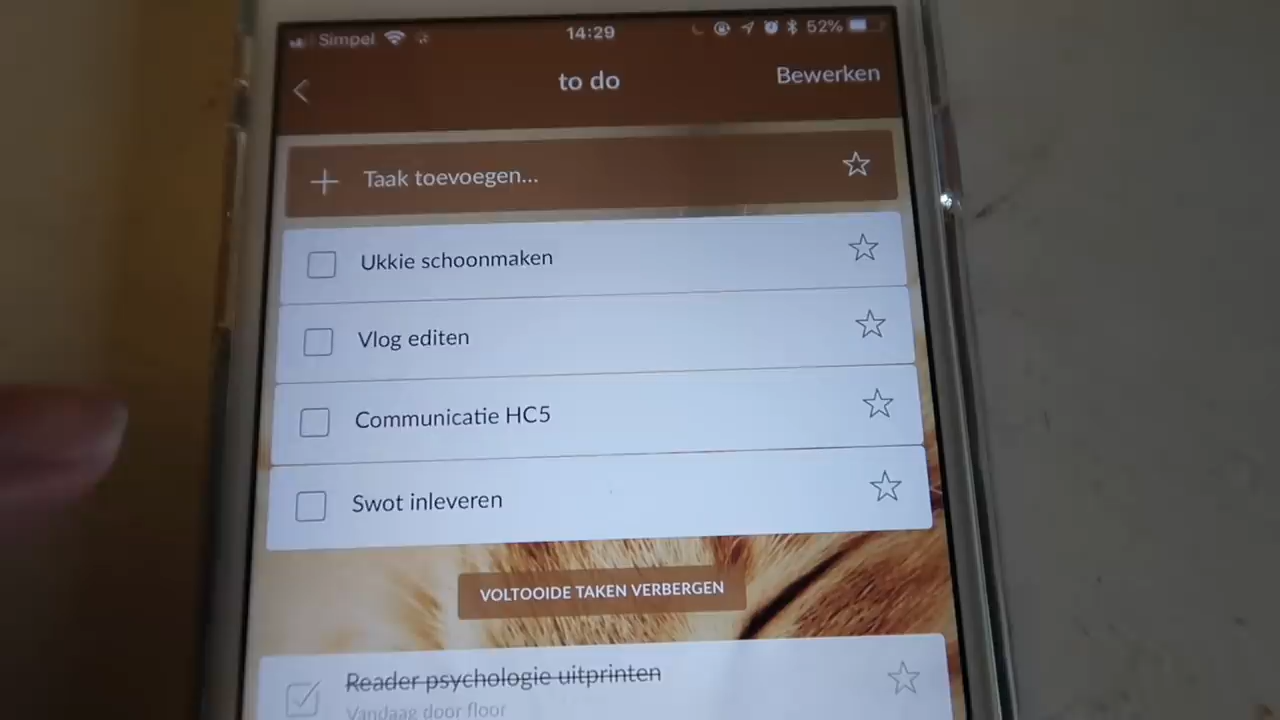 Simpel 14:29 52%
to do
Bewerken
Taak toevoegen...
Ukkie schoonmaken
Vlog editen
Communicatie HC5
Swot inleveren
VOLTOOIDE TAKEN VERBERGEN
Reader psychologie uitprinten
Vandaag door floor